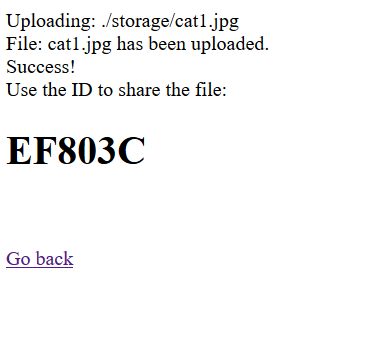 Uploading: ./storage/cat1.jpg
File: cat1.jpg has been uploaded.
Success!
Use the ID to share the file:
EF803C
Go back